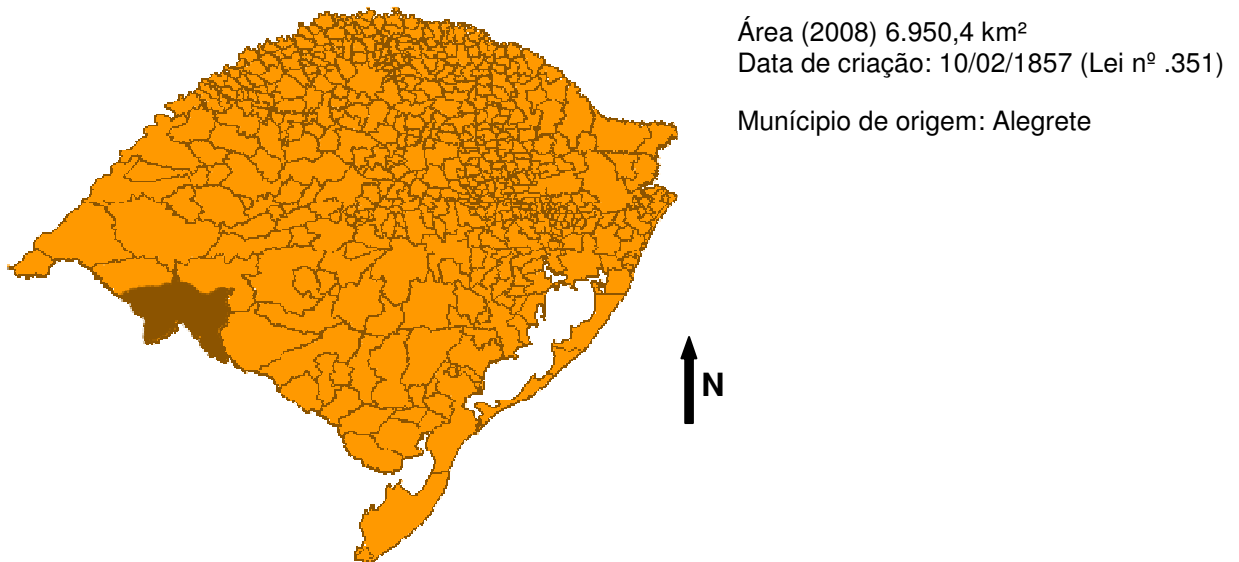 Área (2008) 6.950,4 km²
Data de criação: 10/02/1857 (Lei nº .351)
Munícipio de origem: Alegrete
N